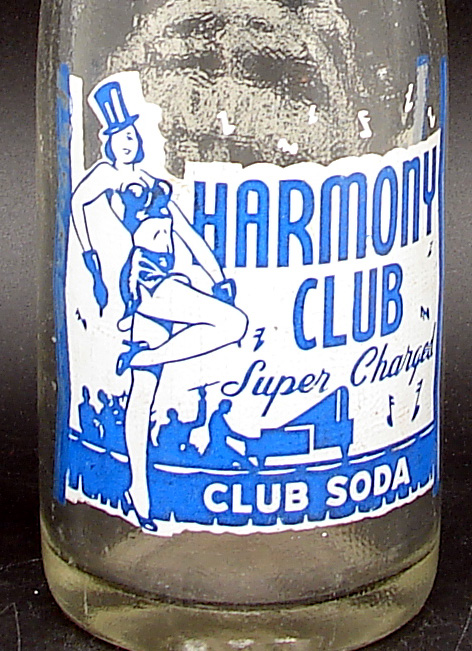 HARMONY
CLUB
Super Charged
CLUB SODA